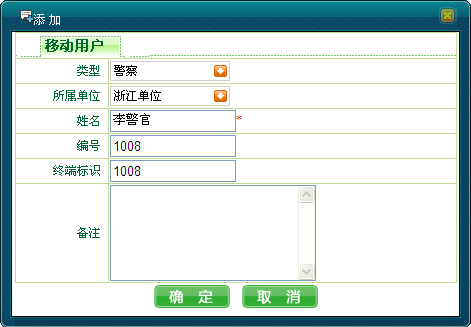 添 加
移动用户
类型 警察
所属单位 浙江单位
姓名 李警官 *
编号 1008
终端标识 1008
备注
确 定 取 消